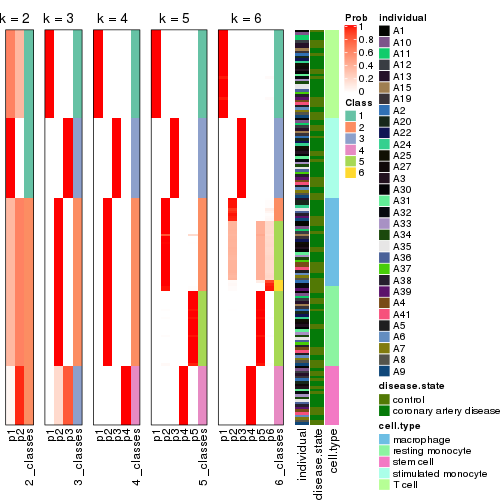 k = 2
k = 3
k = 4
k = 5
k = 6
p1
p2
2_classes
p1
p2
p3
3_classes
p1
p2
p3
p4
4_classes
p1
p2
p3
p4
p5
5_classes
p1
p2
p3
p4
p5
p6
6_classes
individual
disease.state
cell.type
Prob
1
0.8
0.6
0.4
0.2
0
Class
1
2
3
4
5
6
individual
A1
A10
A11
A12
A13
A15
A19
A2
A20
A22
A24
A25
A27
A3
A30
A31
A32
A33
A34
A35
A36
A37
A38
A39
A4
A41
A5
A6
A7
A8
A9
disease.state
control
coronary artery disease
cell.type
macrophage
resting monocyte
stem cell
stimulated monocyte
T cell